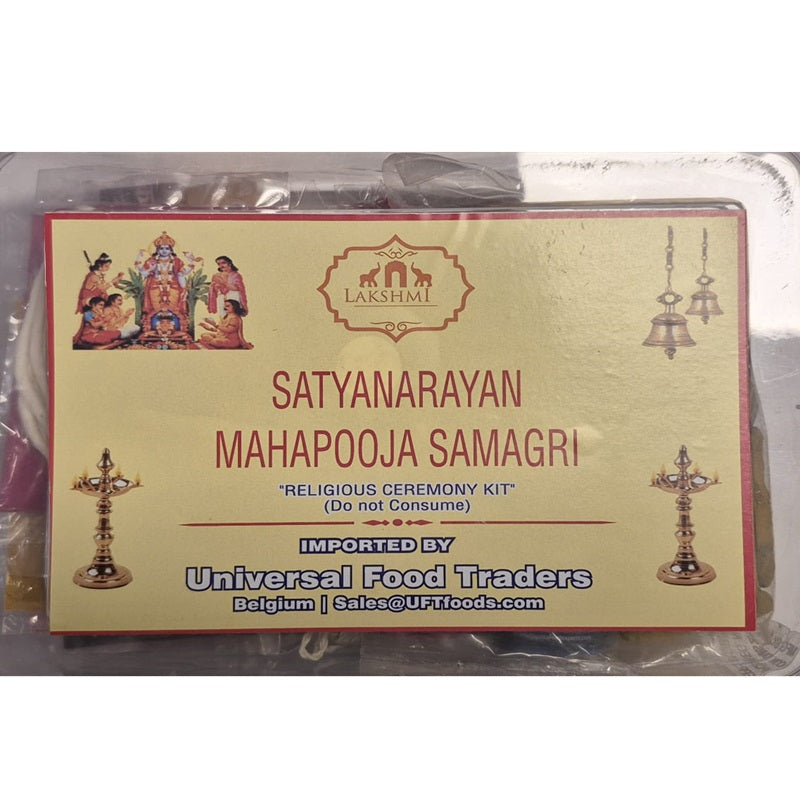 LAKSHMI
SATYANARAYAN
MAHAPOOJA SAMAGRI
"RELIGIOUS CEREMONY KIT"
(Do not Consume)
IMPORTED BY
Universal Food Traders
Belgium | Sales@UFTfoods.com